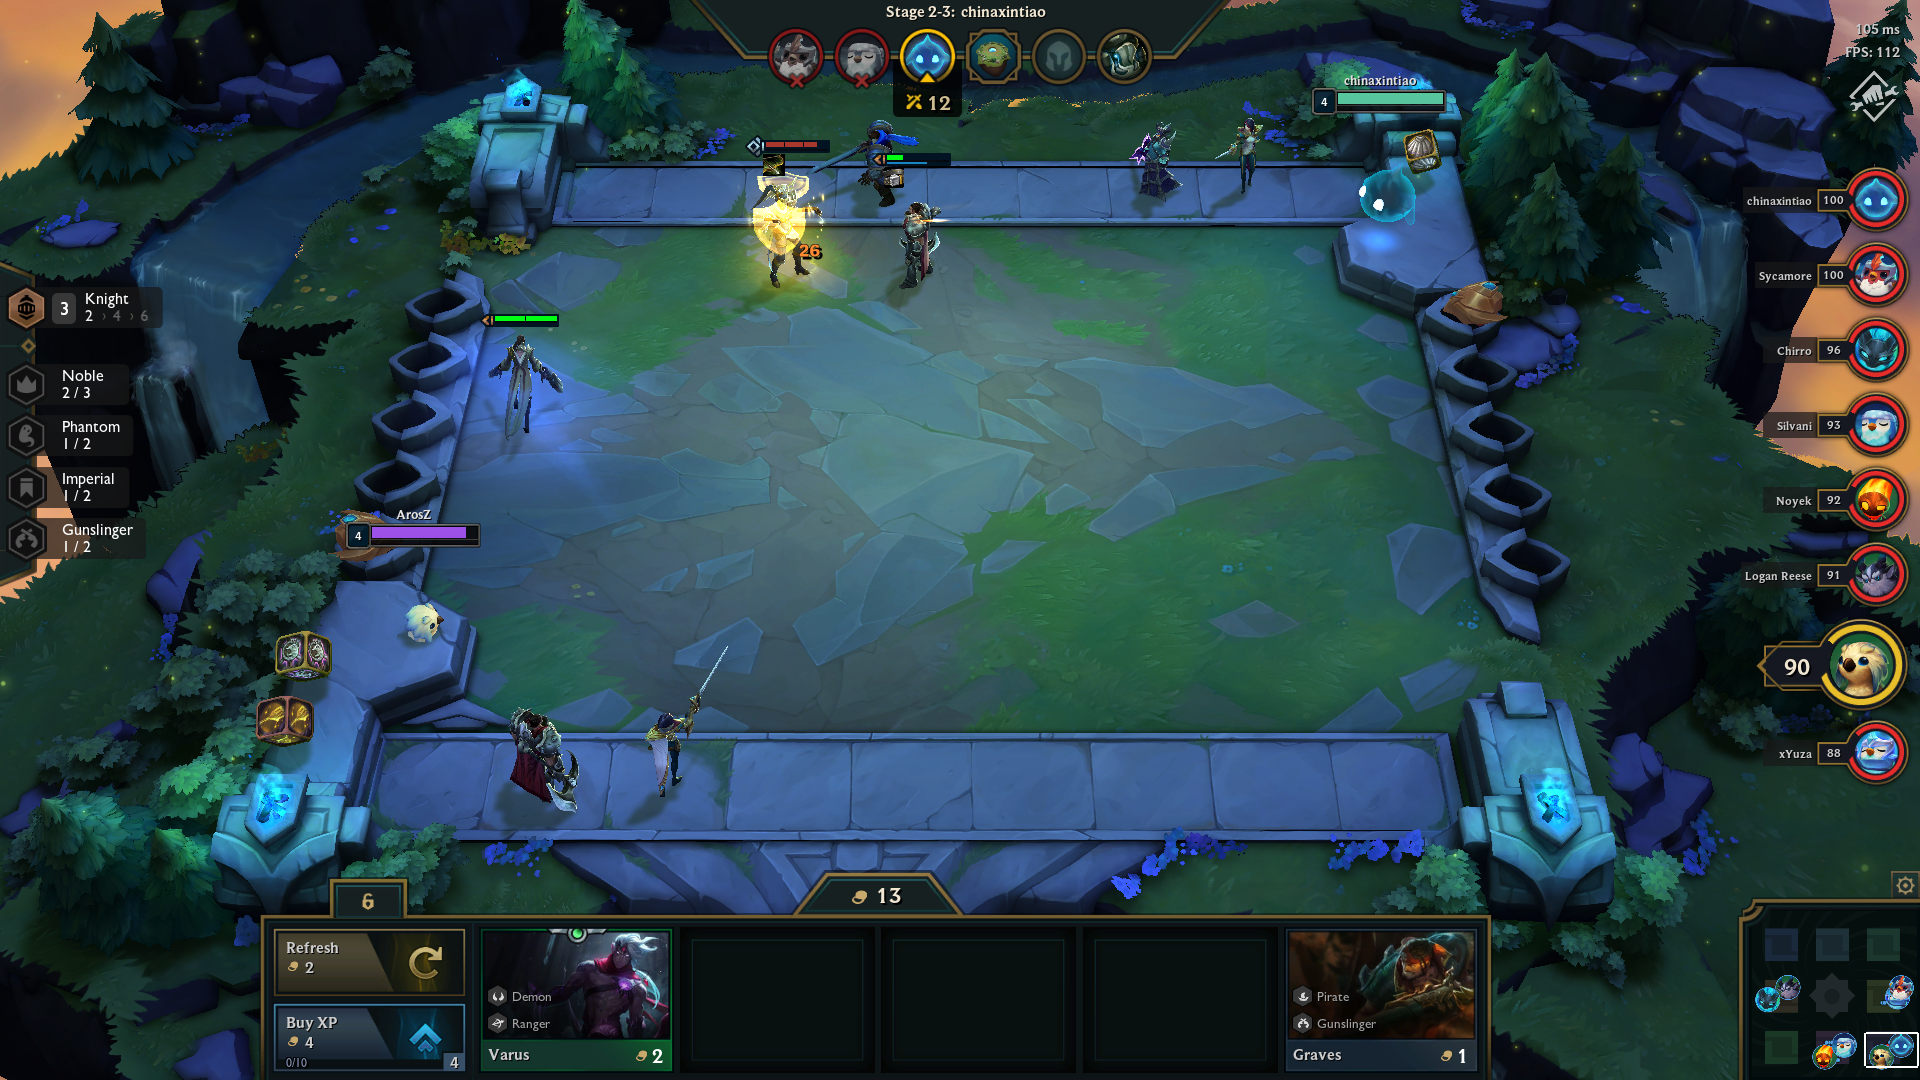 Stage 2-3: chinaxintiao
105 ms
FPS: 112
12
chinaxintiao
4
chinaxintiao 100
Sycamore 100
Chirro 96
Silvani 93
Noyek 92
Logan Reese 91
90
xYuza 88
26
3 Knight
2 › 4 › 6
Noble
2 / 3
Phantom
1 / 2
Imperial
1 / 2
Gunslinger
1 / 2
ArosZ
4
6
13
Refresh
2
Buy XP
4
0/10
4
Demon
Ranger
Varus 2
Pirate
Gunslinger
Graves 1